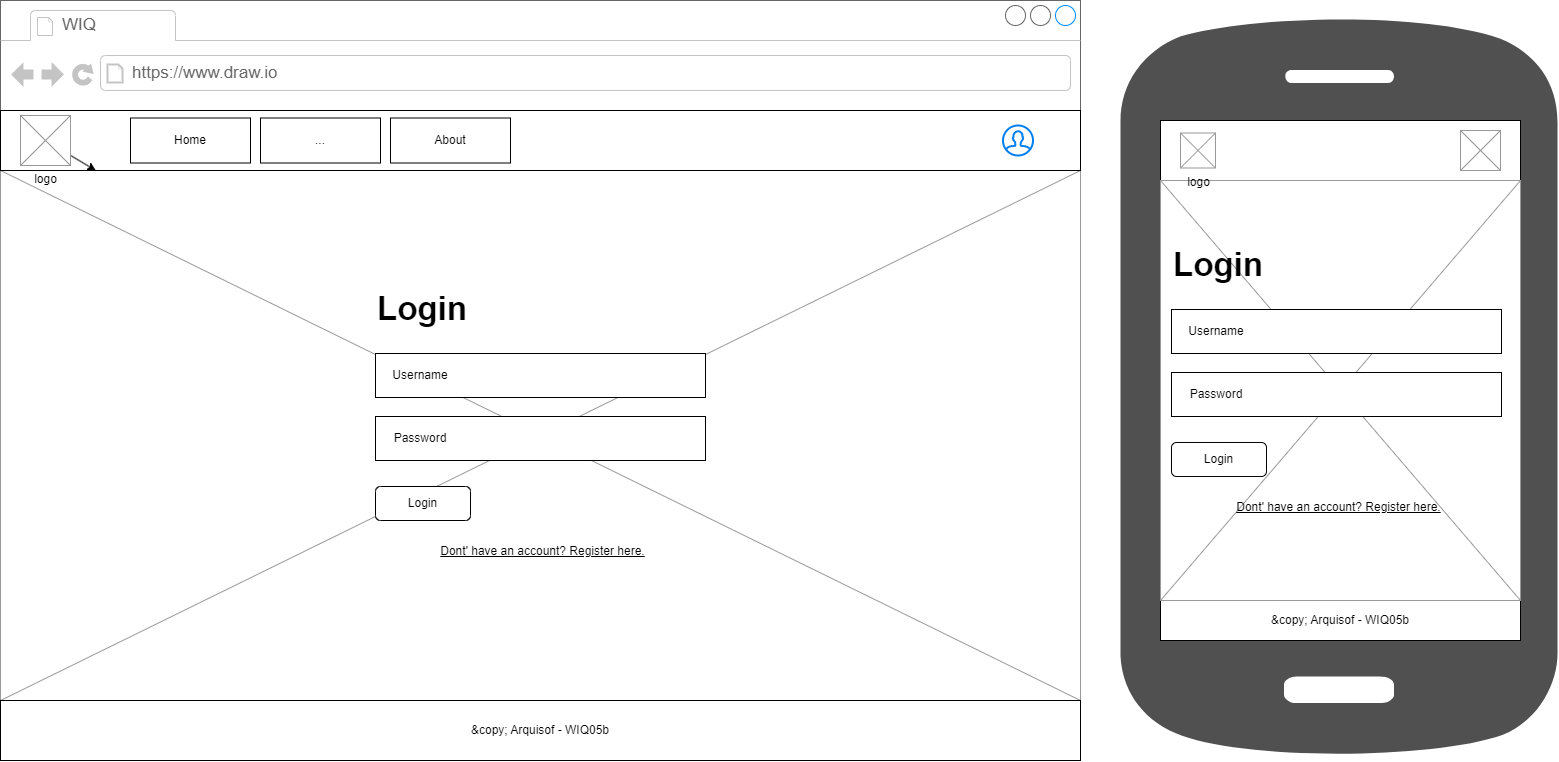 WIQ
https://www.draw.io
Home
...
About
logo
Login
Username
Password
Login
Dont' have an account? Register here.
&copy; Arquisof - WIQ05b
logo
Login
Username
Password
Login
Dont' have an account? Register here.
&copy; Arquisof - WIQ05b